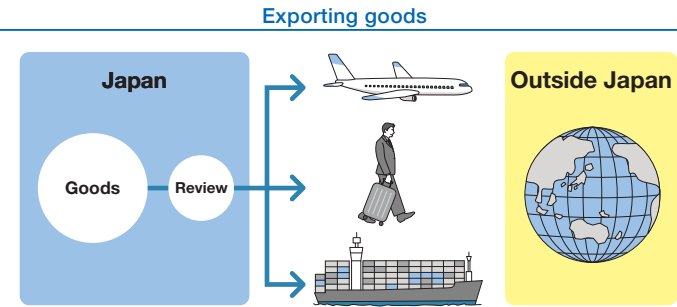 Exporting goods
Japan
Outside Japan
Goods
Review